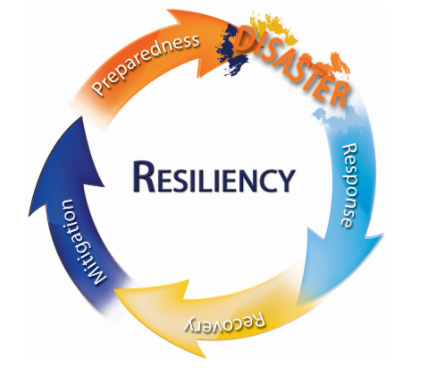 Preparedness
DISASTER
Response
Recovery
Mitigation
RESILIENCY